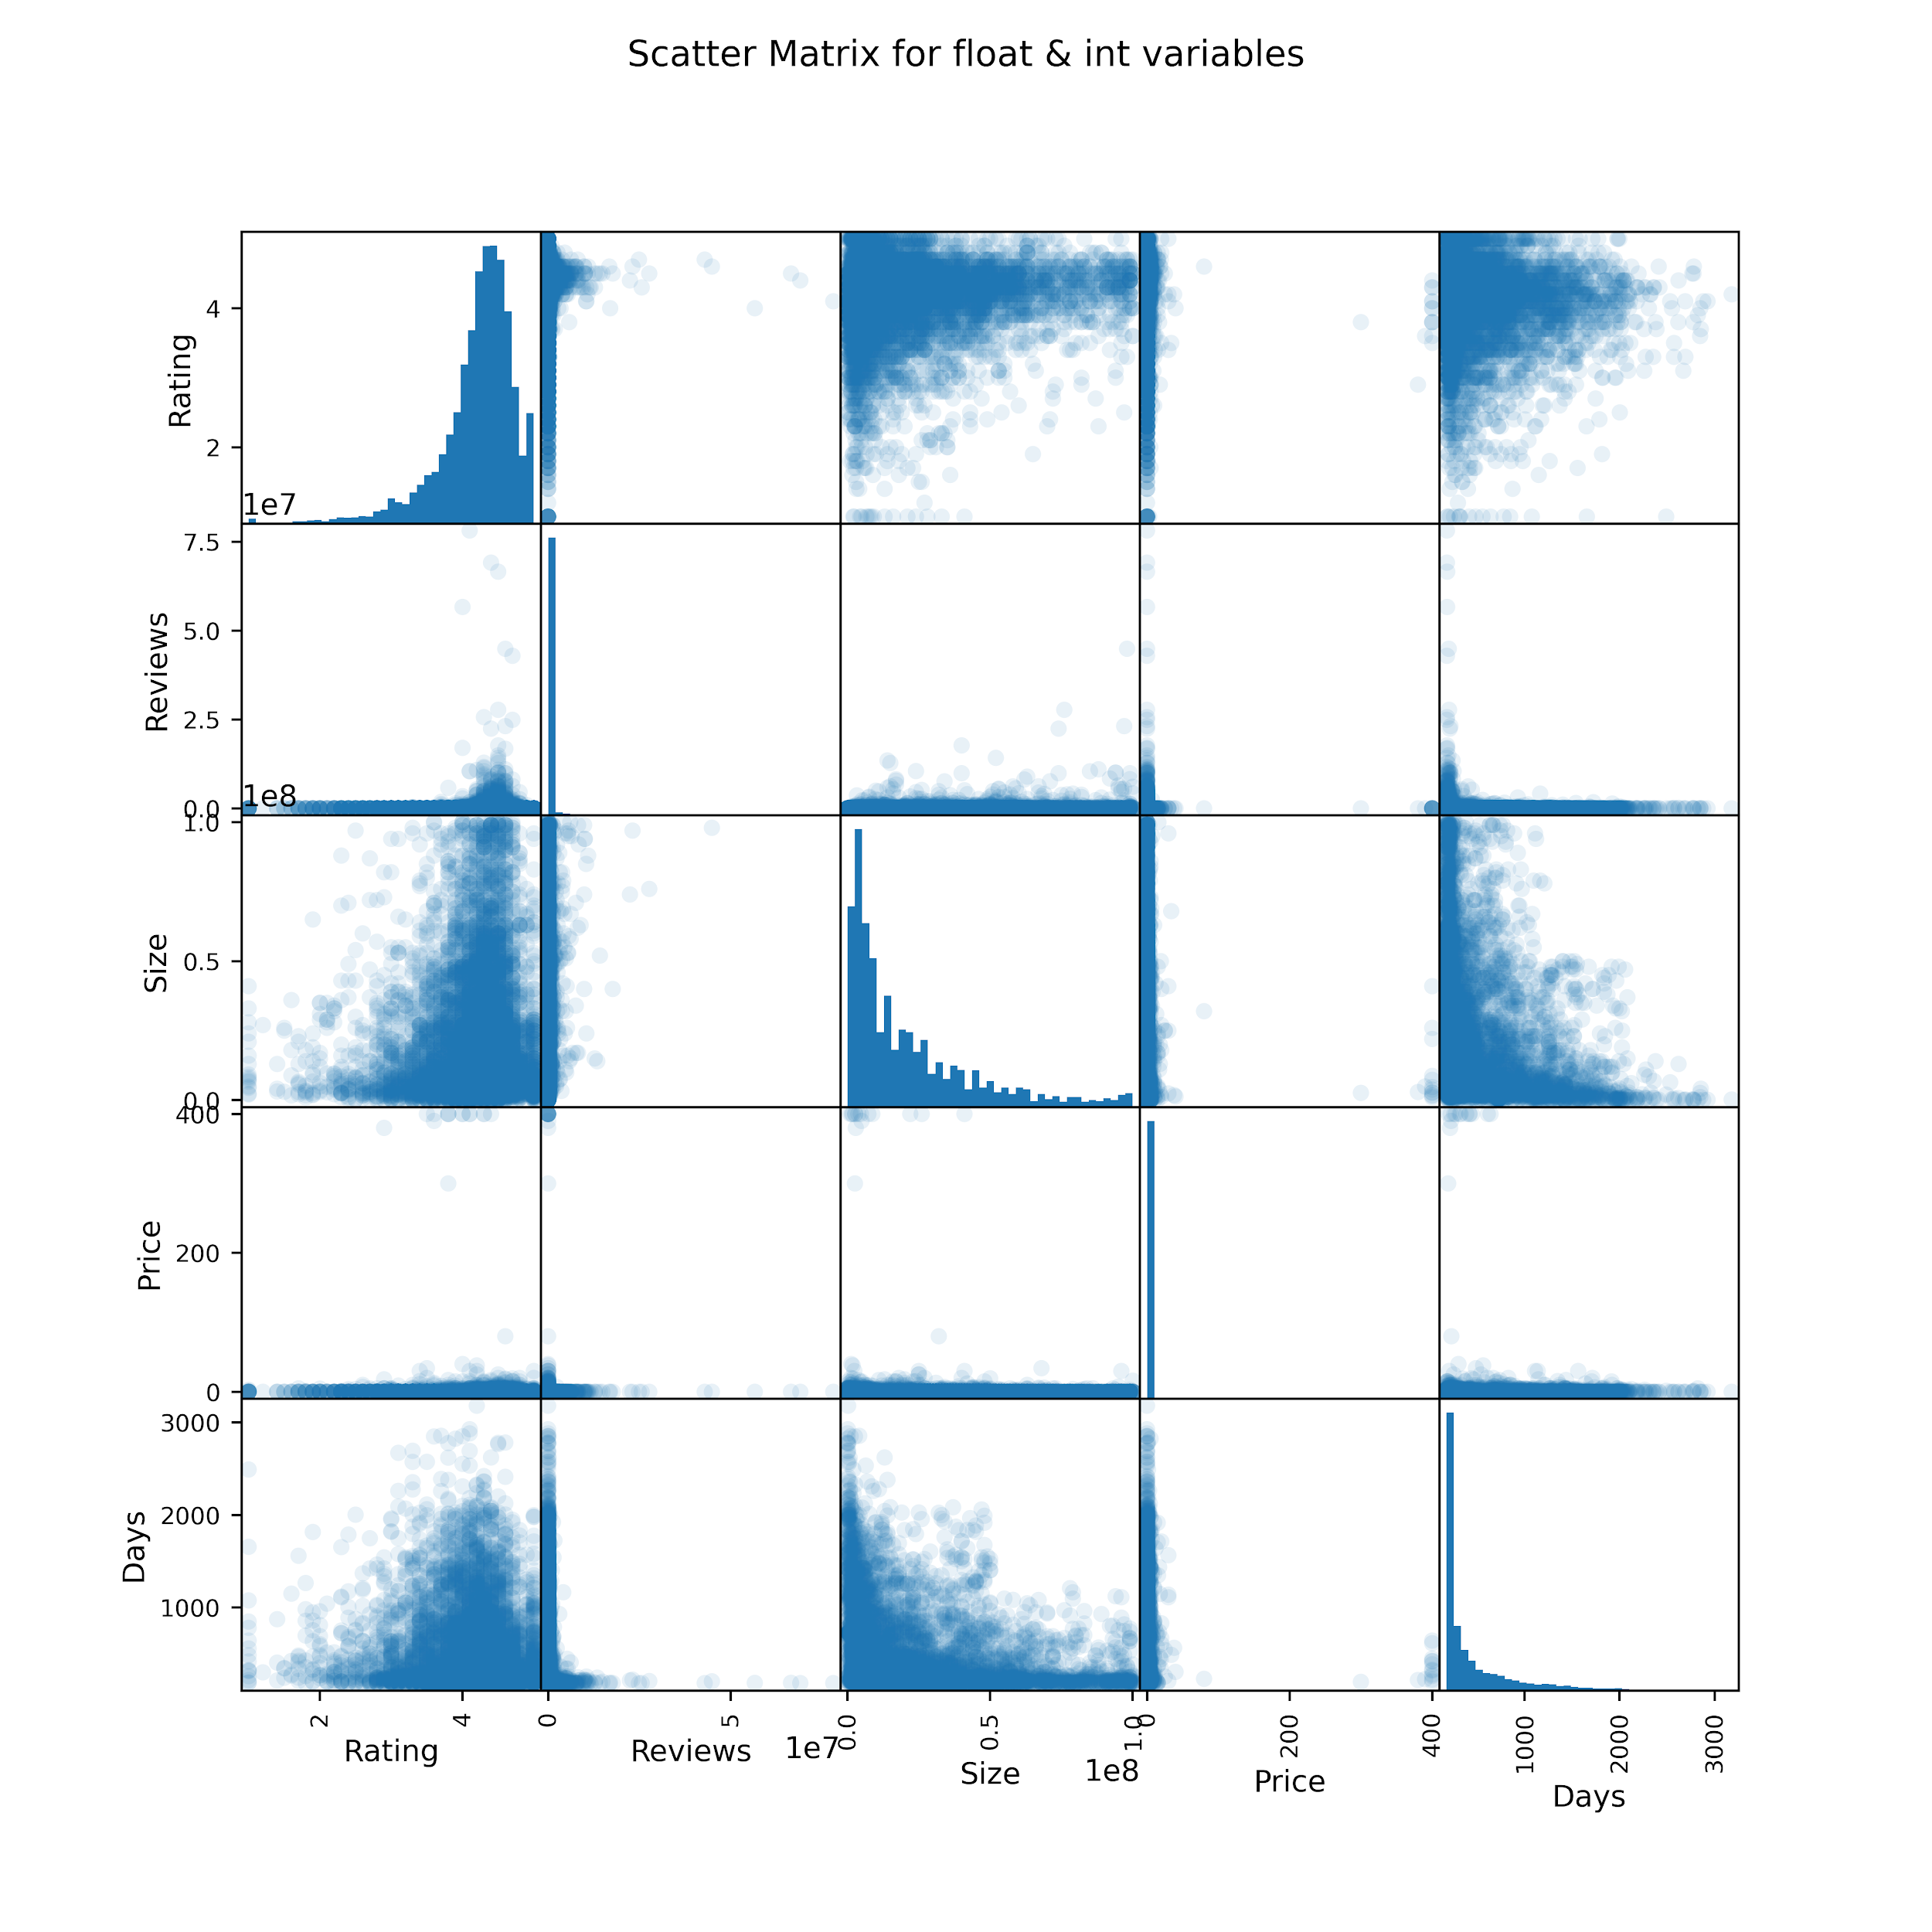 Scatter Matrix for float & int variables
4
2
Rating
1e7
7.5
5.0
2.5
0.0
Reviews
1e8
1.0
0.5
0.0
Size
400
200
0
Price
3000
2000
1000
Days
2
4
Rating
0
5
1e7
Reviews
0.0
0.5
1.0
1e8
Size
0
200
400
Price
1000
2000
3000
Days